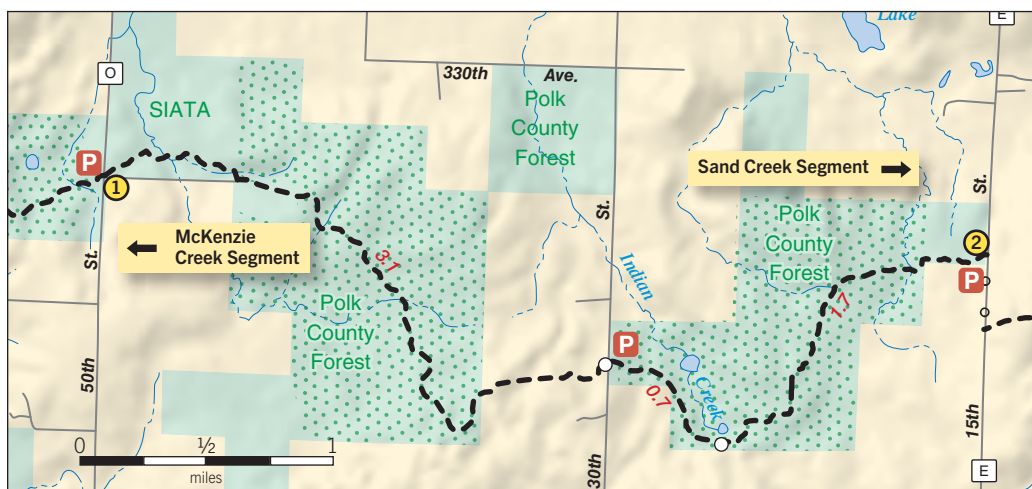 Lake
E
O
330th Ave.
SIATA
Polk
County
Forest
P
1
Sand Creek Segment
St.
McKenzie
Creek Segment
St.
St.
Polk
County
Forest
2
P
3.1
Indian
1.7
Polk
County
Forest
P
50th
0.7
Creek
15th
0 ½ 1
miles
30th
E